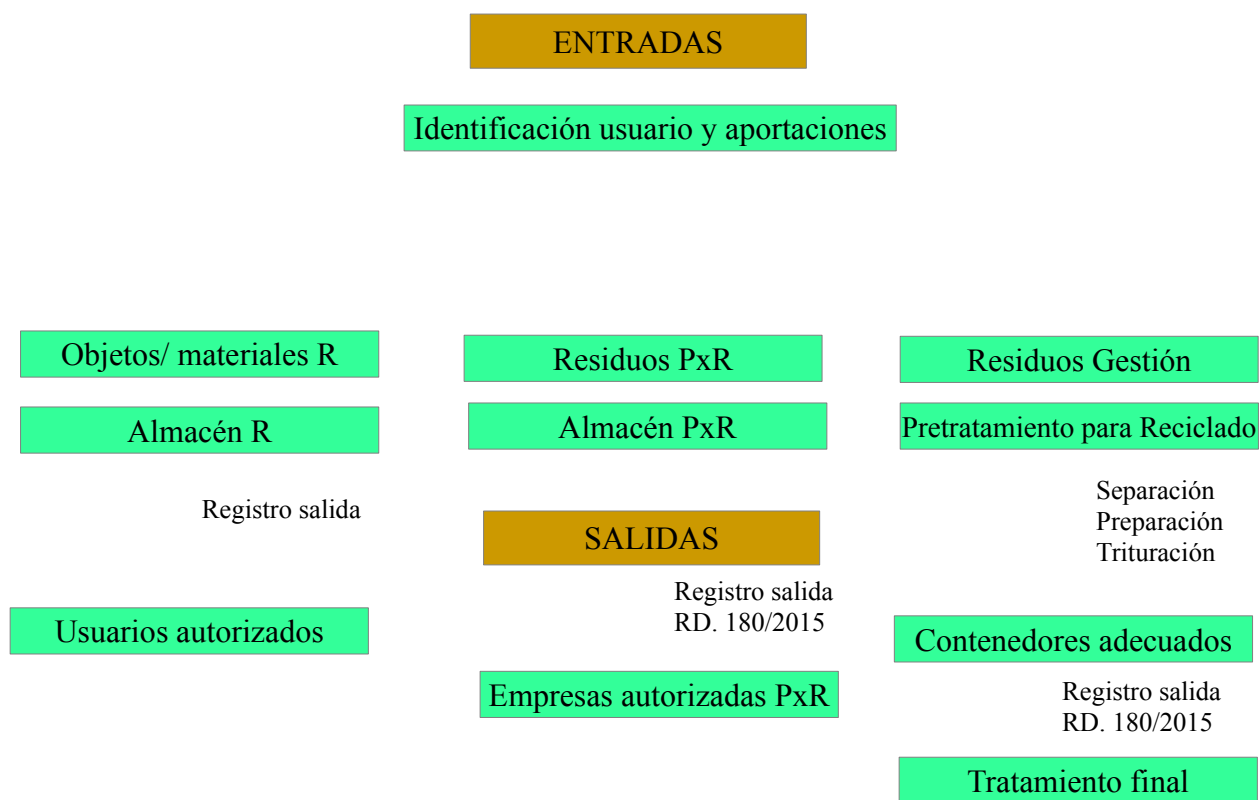 ENTRADAS
Identificación usuario y aportaciones
Objetos/ materiales R
Residuos PxR
Residuos Gestión
Almacén R
Almacén PxR
Pretratamiento para Reciclado
Registro salida
SALIDAS
Separación
Preparación
Trituración
Registro salida
RD. 180/2015
Usuarios autorizados
Contenedores adecuados
Empresas autorizadas PxR
Registro salida
RD. 180/2015
Tratamiento final